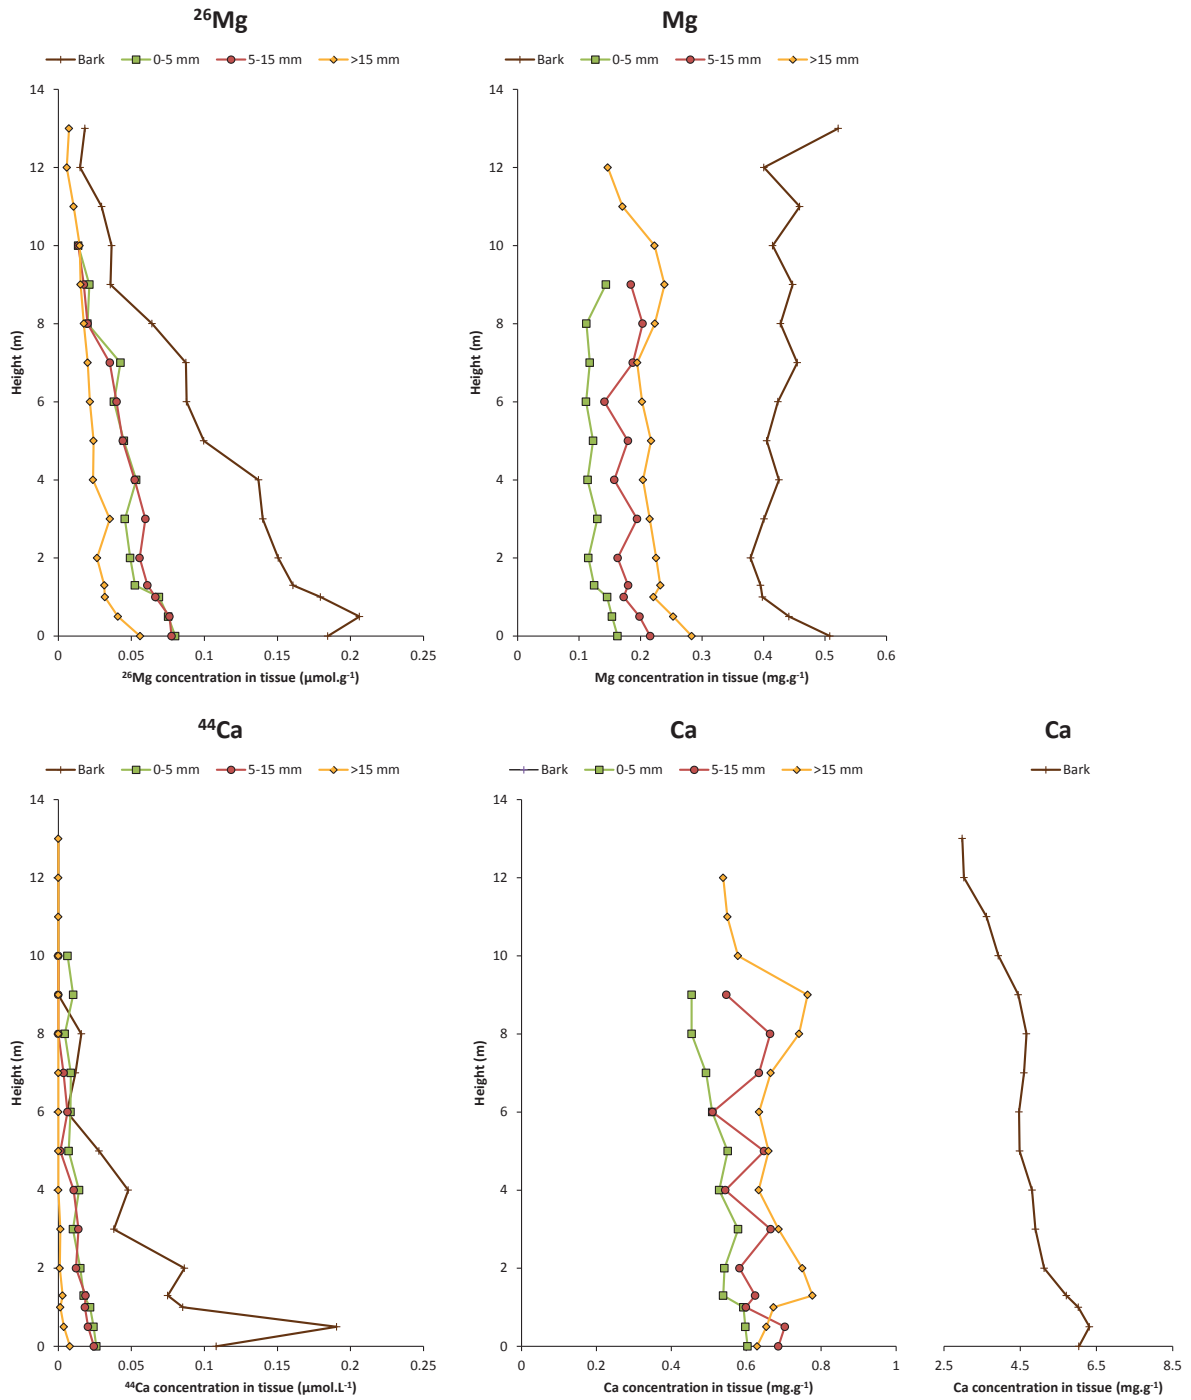 ²⁶Mg
Bark 0-5 mm 5-15 mm >15 mm
14
12
10
8
6
4
2
0
Height (m)
0 0.05 0.1 0.15 0.2 0.25
²⁶Mg concentration in tissue (µmol.g⁻¹)
Mg
Bark 0-5 mm 5-15 mm >15 mm
14
12
10
8
6
4
2
0
Height (m)
0 0.1 0.2 0.3 0.4 0.5 0.6
Mg concentration in tissue (mg.g⁻¹)
⁴⁴Ca
Bark 0-5 mm 5-15 mm >15 mm
14
12
10
8
6
4
2
0
Height (m)
0 0.05 0.1 0.15 0.2 0.25
⁴⁴Ca concentration in tissue (µmol.L⁻¹)
Ca
Bark 0-5 mm 5-15 mm >15 mm
14
12
10
8
6
4
2
0
Height (m)
0 0.2 0.4 0.6 0.8 1
Ca concentration in tissue (mg.g⁻¹)
Ca
Bark
2.5 4.5 6.5 8.5
Ca concentration in tissue (mg.g⁻¹)